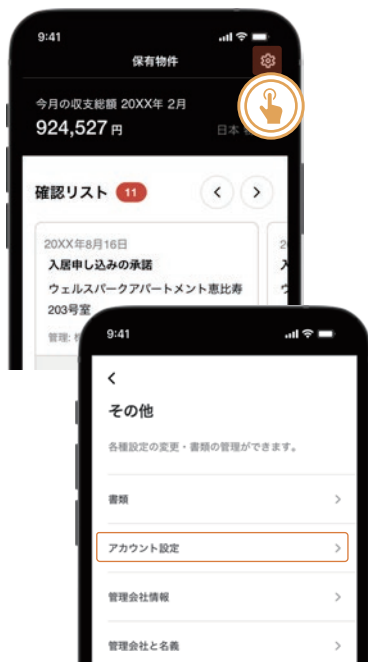 9:41
保有物件
今月の収支総額 20XX年 2月
924,527 円
日本
確認リスト 11
20XX年8月16日
入居申し込みの承諾
ウェルスパークアパートメント恵比寿
203号室
管理:
9:41
その他
各種設定の変更・書類の管理ができます。
書類
アカウント設定
管理会社情報
管理会社と名義